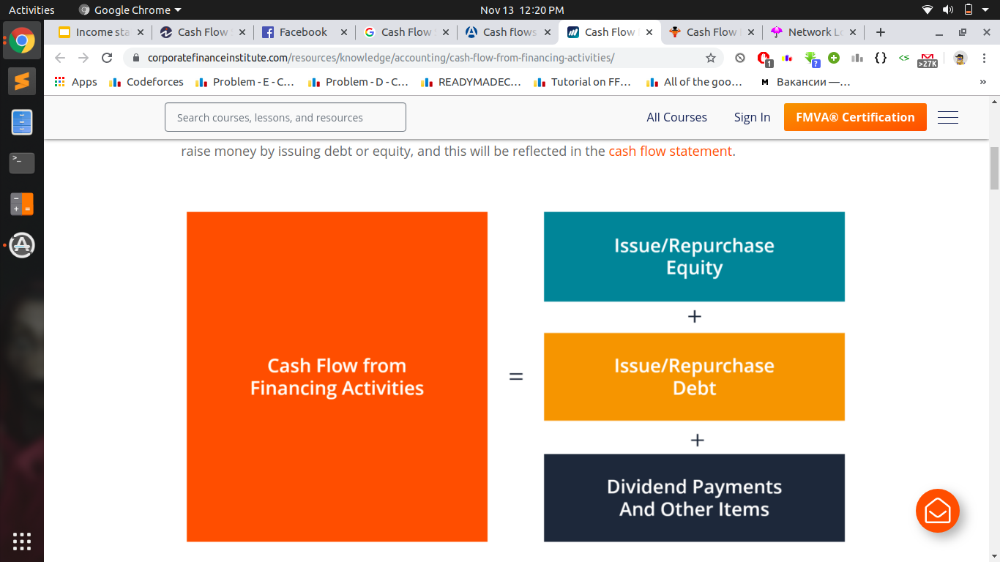 Activities Google Chrome Nov 13 12:20 PM
Income sta Cash Flow Facebook Cash Flow Cash flows Cash Flow Cash Flow Network Lo
corporatefinanceinstitute.com/resources/knowledge/accounting/cash-flow-from-financing-activities/ 1 ? {} <> >27K
Apps Codeforces Problem - E - C... Problem - D - C... READYMADEC... Tutorial on FF... All of the goo... M Вакансии —... »
Search courses, lessons, and resources All Courses Sign In FMVA® Certification
raise money by issuing debt or equity, and this will be reflected in the cash flow statement.
Issue/Repurchase
Equity
+
Cash Flow from
Financing Activities
=
Issue/Repurchase
Debt
+
Dividend Payments
And Other Items